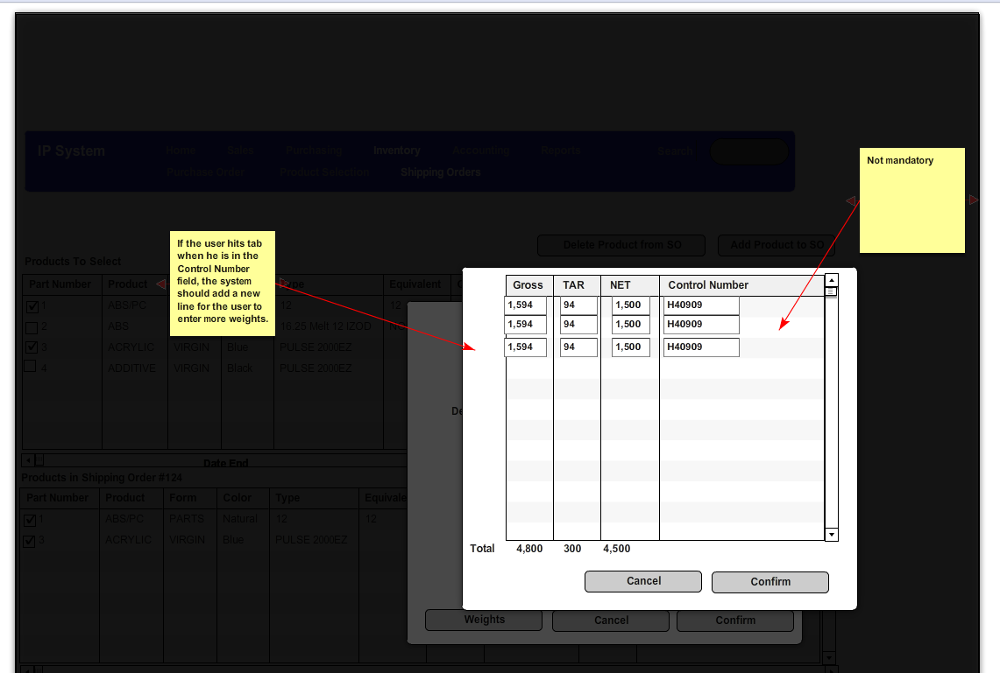 IP System Home Sales Purchasing Inventory Accounting Reports Search
Purchase Order Product Selection Shipping Orders
Not mandatory
If the user hits tab
when he is in the
Control Number
field, the system
should add a new
line for the user to
enter more weights.
Delete Product from SO Add Product to SO
Products To Select
Part Number Product Equivalent
1 ABS/PC 12 12
2 ABS 16.25 Melt 12 IZOD
3 ACRYLIC VIRGIN Blue PULSE 2000EZ
4 ADDITIVE VIRGIN Black PULSE 2000EZ
Date End
Products in Shipping Order #124
Part Number Product Form Color Type
1 ABS/PC PARTS Natural 12 12
3 ACRYLIC VIRGIN Blue PULSE 2000EZ
Gross TAR NET Control Number
1,594 94 1,500 H40909
1,594 94 1,500 H40909
1,594 94 1,500 H40909
Total 4,800 300 4,500
Cancel Confirm
Weights Cancel Confirm